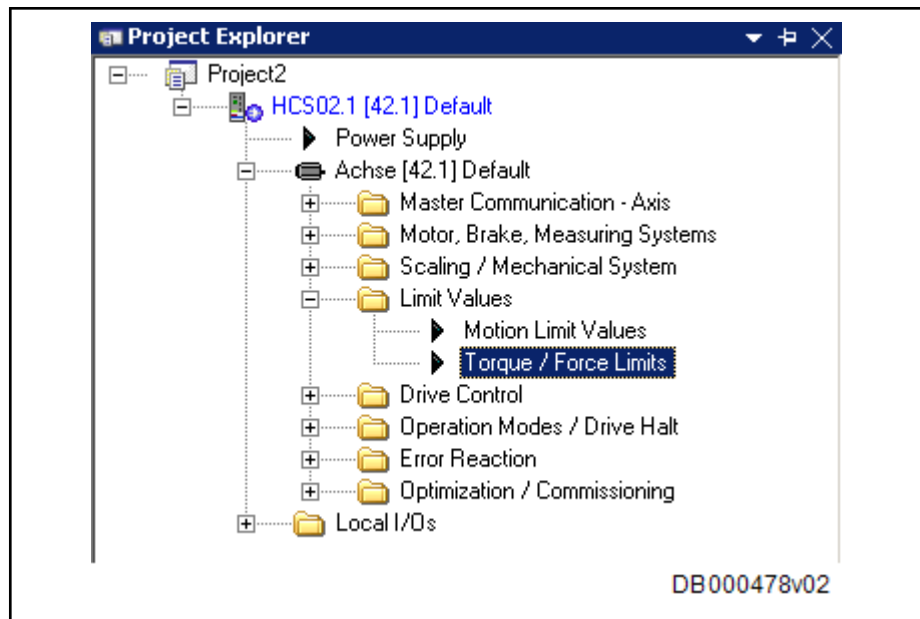 Project Explorer
Project2
HCS02.1 [42.1] Default
Power Supply
Achse [42.1] Default
Master Communication - Axis
Motor, Brake, Measuring Systems
Scaling / Mechanical System
Limit Values
Motion Limit Values
Torque / Force Limits
Drive Control
Operation Modes / Drive Halt
Error Reaction
Optimization / Commissioning
Local I/Os
DB000478v02